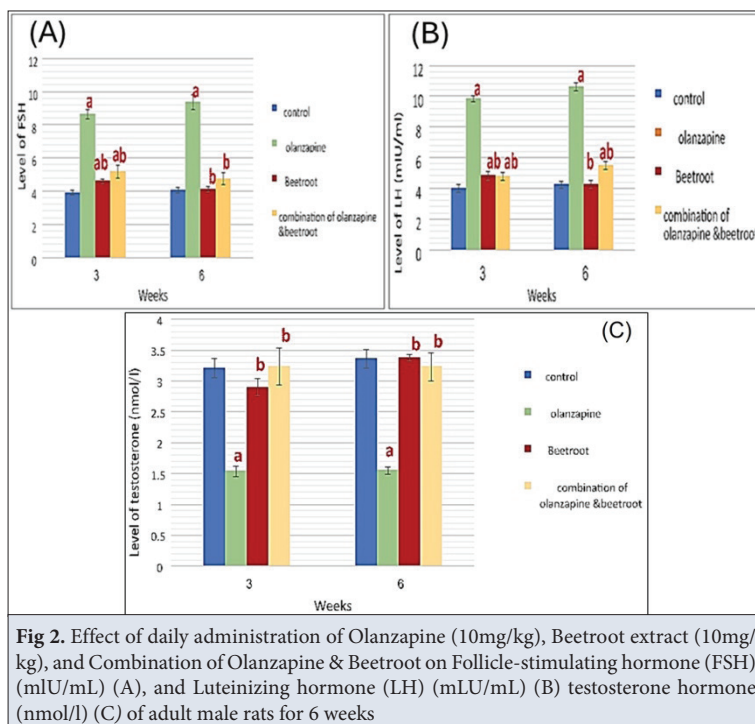 (A)
Level of FSH
12
10
8
6
4
2
0
a
ab
ab
a
b
b
3
6
Weeks
control
olanzapine
Beetroot
combination of olanzapine
&beetroot
(B)
Level of LH (mIU/ml)
12
10
8
6
4
2
0
a
ab
ab
a
b
ab
3
6
Weeks
control
olanzapine
Beetroot
combination of
olanzapine &beetroot
(C)
Level of testosterone (nmol/l)
4
3.5
3
2.5
2
1.5
1
0.5
0
a
b
b
a
b
b
3
6
Weeks
control
olanzapine
Beetroot
combination of
olanzapine &beetroot
Fig 2. Effect of daily administration of Olanzapine (10mg/kg), Beetroot extract (10mg/
kg), and Combination of Olanzapine & Beetroot on Follicle-stimulating hormone (FSH)
(mlU/mL) (A), and Luteinizing hormone (LH) (mLU/mL) (B) testosterone hormone
(nmol/l) (C) of adult male rats for 6 weeks